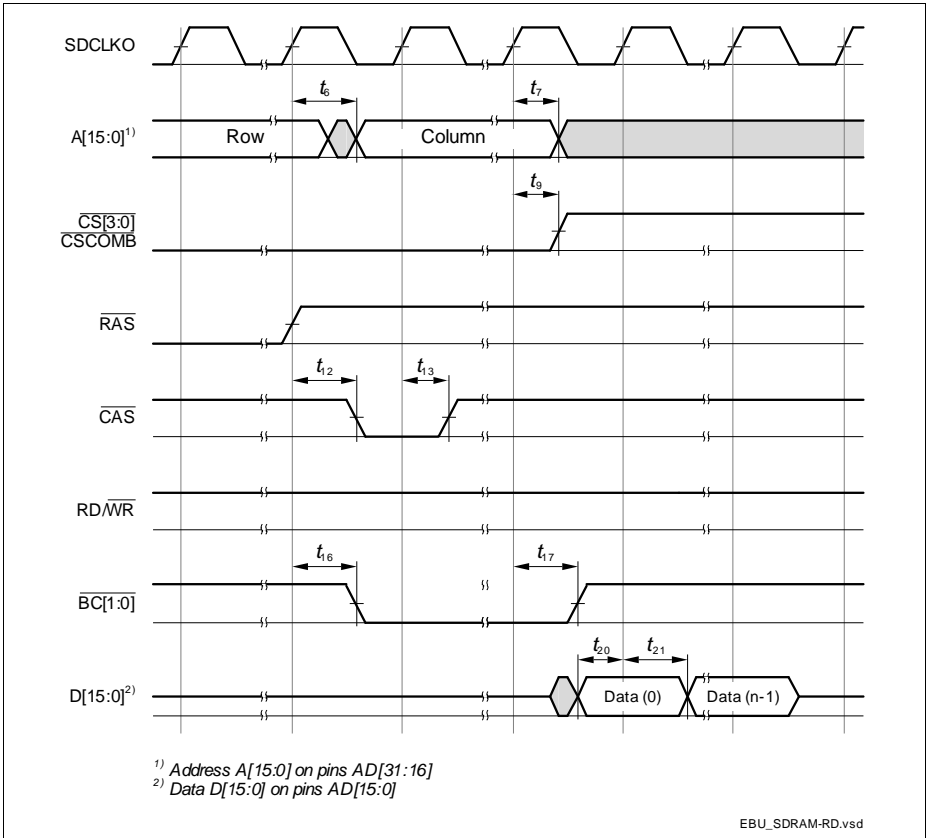 SDCLKO
t6 t7
A[15:0]1) Row Column
t9
CS[3:0]
CSCOMB
RAS
t12 t13
CAS
RD/WR
t16 t17
BC[1:0]
t20 t21
D[15:0]2) Data (0) Data (n-1)
1) Address A[15:0] on pins AD[31:16]
2) Data D[15:0] on pins AD[15:0]
EBU_SDRAM-RD.vsd